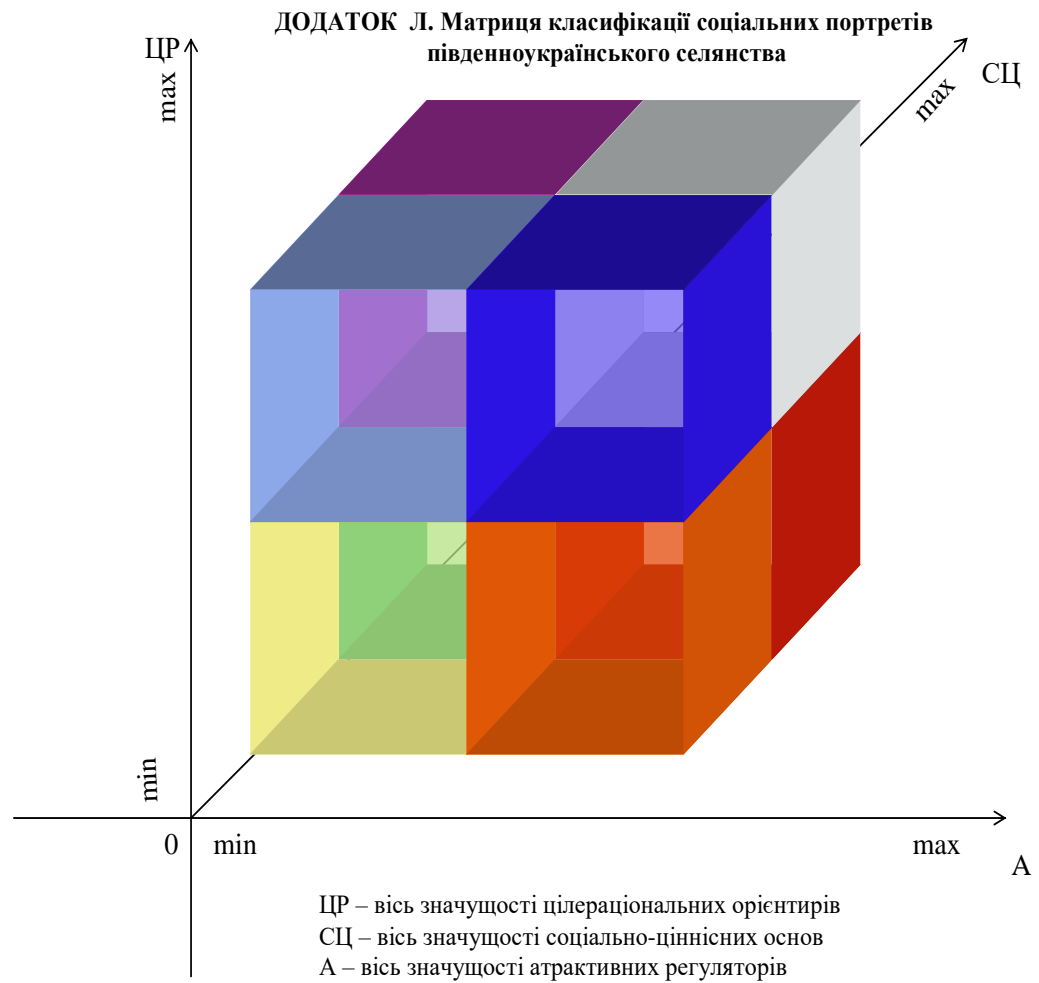 ДОДАТОК Л. Матриця класифікації соціальних портретів
південноукраїнського селянства
ЦР
max
СЦ
max
min
0
min
max
А
ЦР – вісь значущості цілераціональних орієнтирів
СЦ – вісь значущості соціально-ціннісних основ
А – вісь значущості атрактивних регуляторів